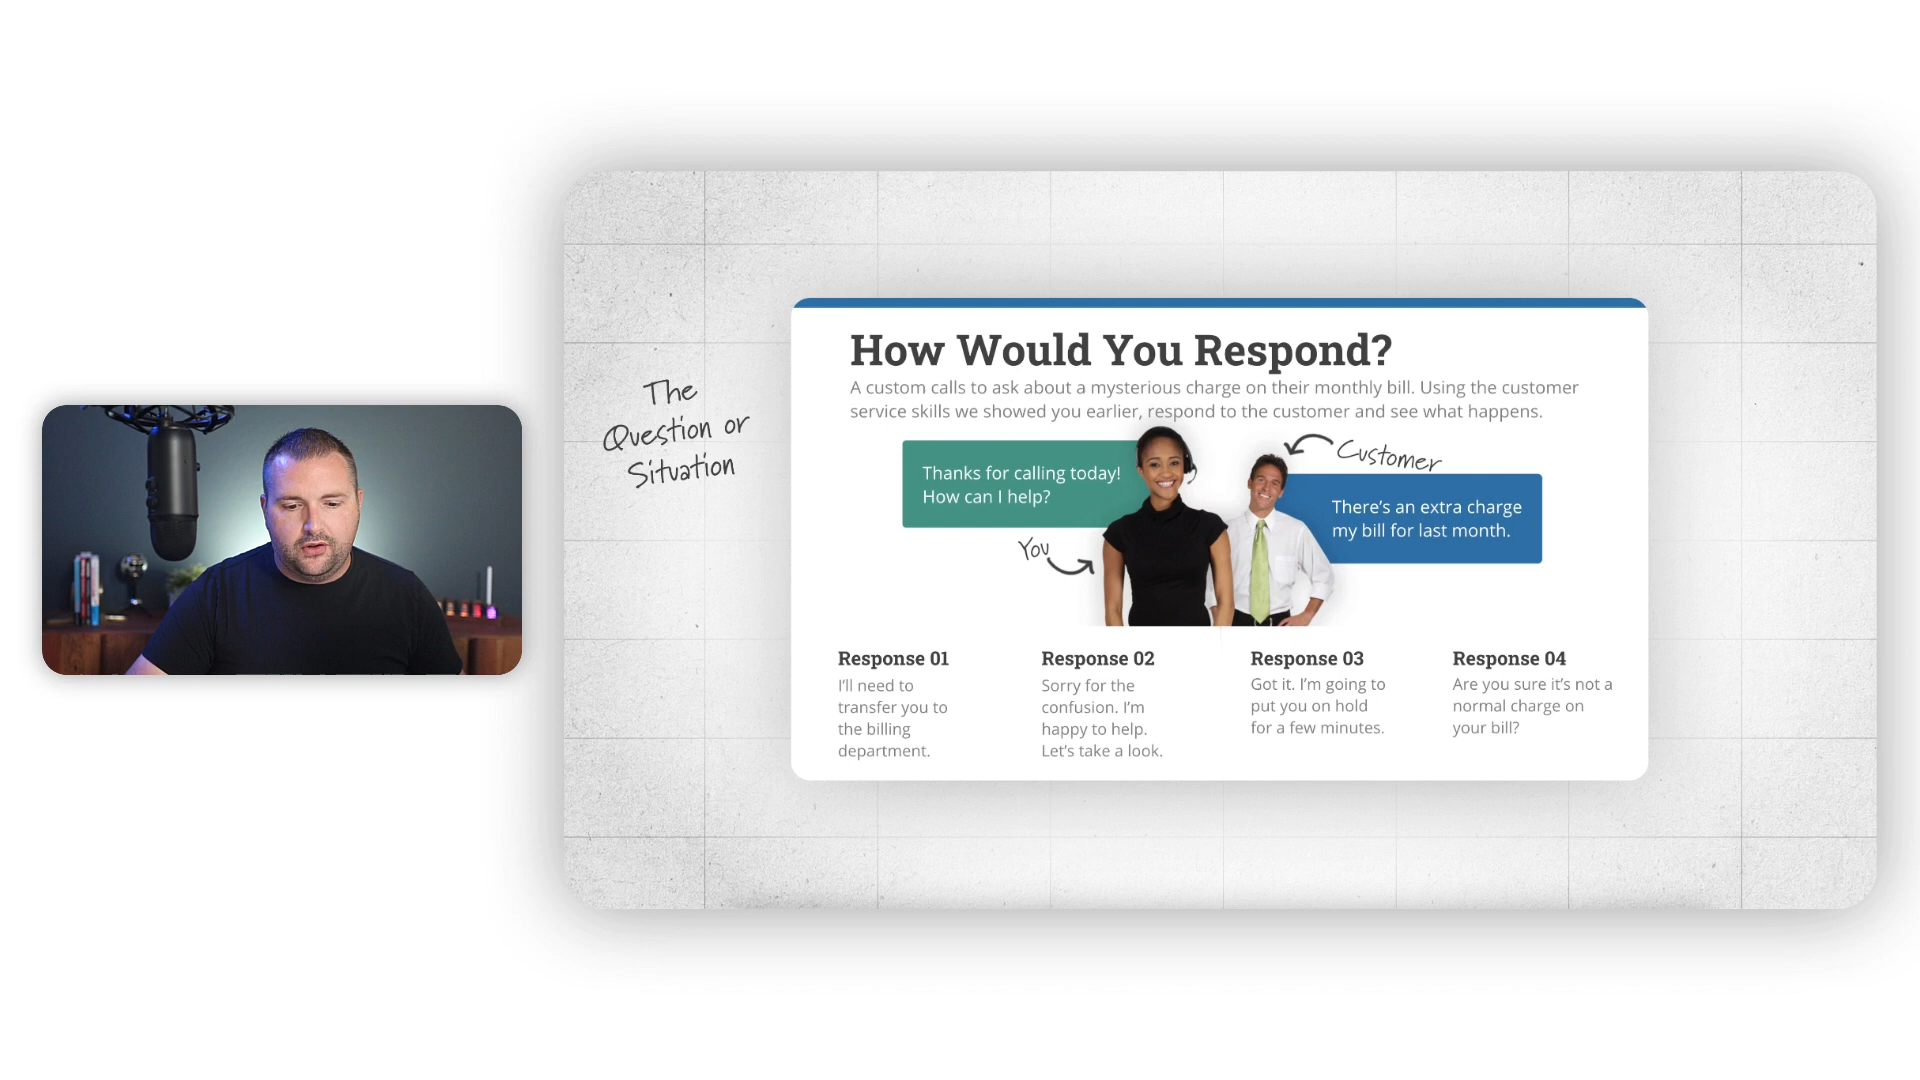 The
Question or
Situation
How Would You Respond?
A custom calls to ask about a mysterious charge on their monthly bill. Using the customer
service skills we showed you earlier, respond to the customer and see what happens.
Thanks for calling today!
How can I help?
You
Customer
There’s an extra charge
my bill for last month.
Response 01
I’ll need to
transfer you to
the billing
department.
Response 02
Sorry for the
confusion. I’m
happy to help.
Let’s take a look.
Response 03
Got it. I’m going to
put you on hold
for a few minutes.
Response 04
Are you sure it’s not a
normal charge on
your bill?